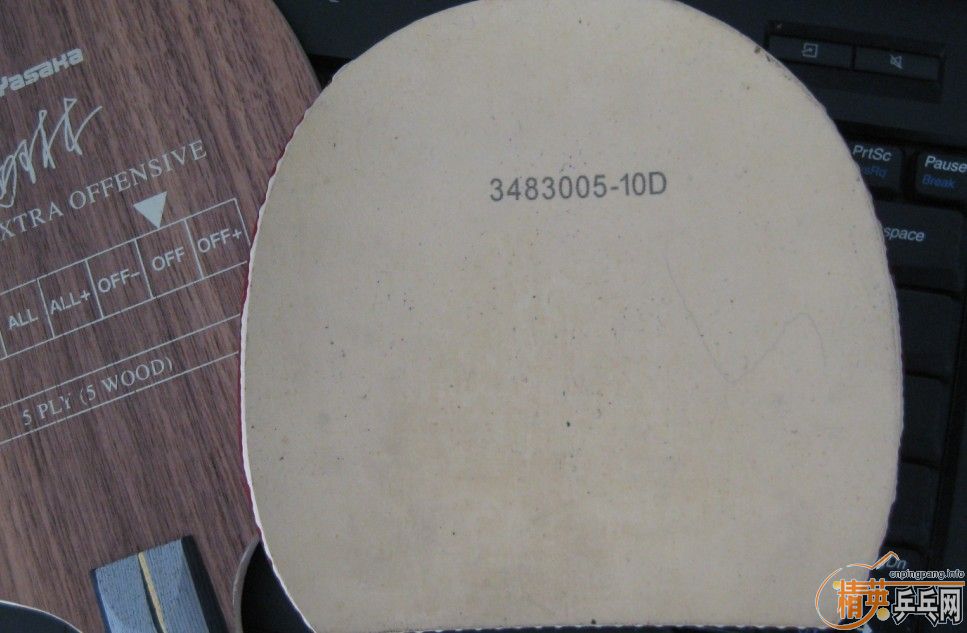 Yasaka
XTRA OFFENSIVE
ALL ALL+ OFF- OFF OFF+
5 PLY (5 WOOD)
3483005-10D
PrtSc
Pause
Break
space
cnpingpang.info
精英乒乓网